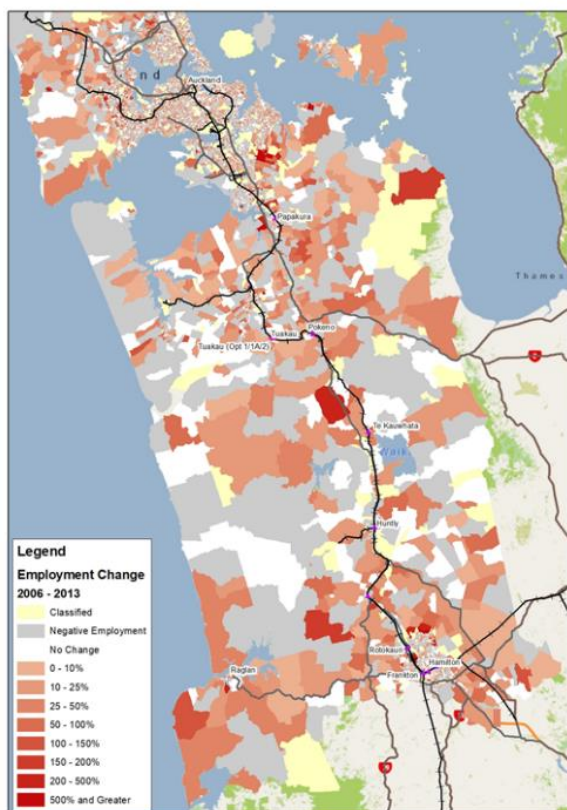 nd
Auckland
Papakura
Thames
Tuakau
Pokeno
Tuakau (Opt 1/1A/2)
Te Kauwhata
Huntly
Rotokauri
Hamilton
Frankton
Raglan
Legend
Employment Change
2006 - 2013
Classified
Negative Employment
No Change
0 - 10%
10 - 25%
25 - 50%
50 - 100%
100 - 150%
150 - 200%
200 - 500%
500% and Greater